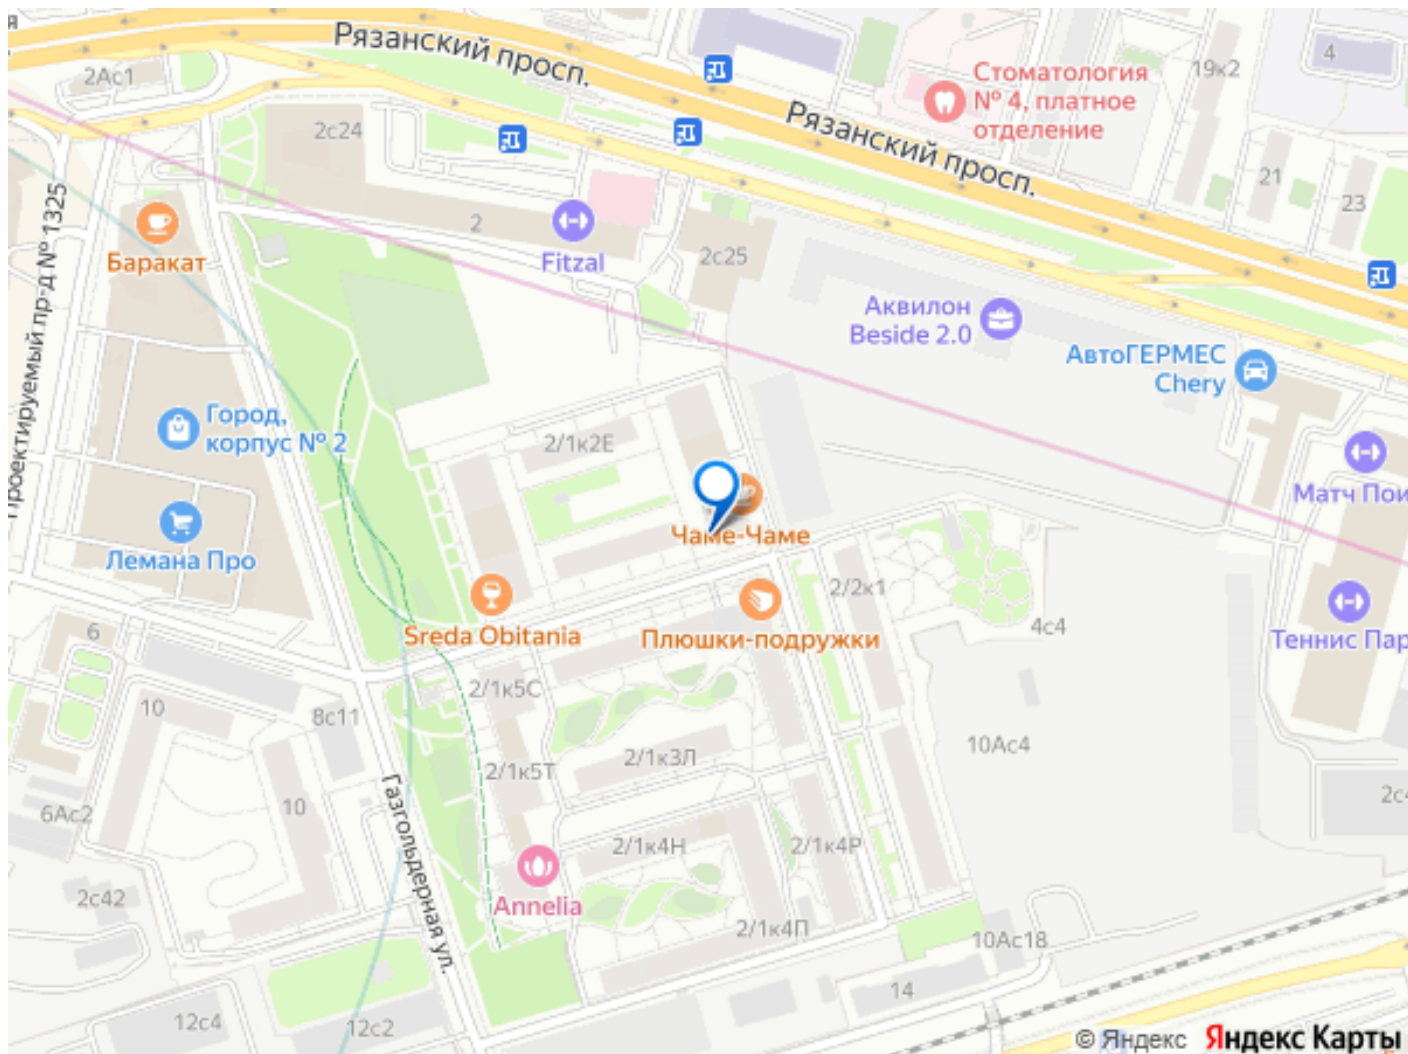 я
Рязанский просп.
2Ас1
2с24
Стоматология
№ 4, платное
отделение
19к2
4
Рязанский просп.
21
23
Проектируемый пр-д № 1325
Баракат
2
Fitzal
2с25
Аквилон
Beside 2.0
АвтоГЕРМЕС
Chery
Город,
корпус № 2
2/1к2Е
Матч Пои
Лемана Про
Чаме-Чаме
Sreda Obitania
Плюшки-подружки
2/2к1
4с4
Теннис Пар
6
2/1к5С
10
8с11
2/1к3Л
10Ас4
2/1к5Т
6Ас2
10
Газгольдерная ул.
2/1к4Н
2/1к4Р
2с42
Annelia
2/1к4П
10Ас18
14
12с4
12с2
© Яндекс Яндекс Карты